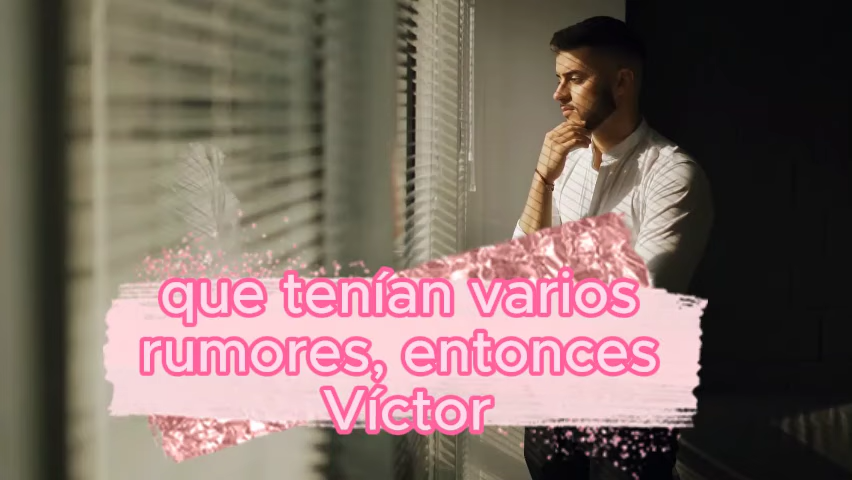 que tenían varios
rumores, entonces
Víctor